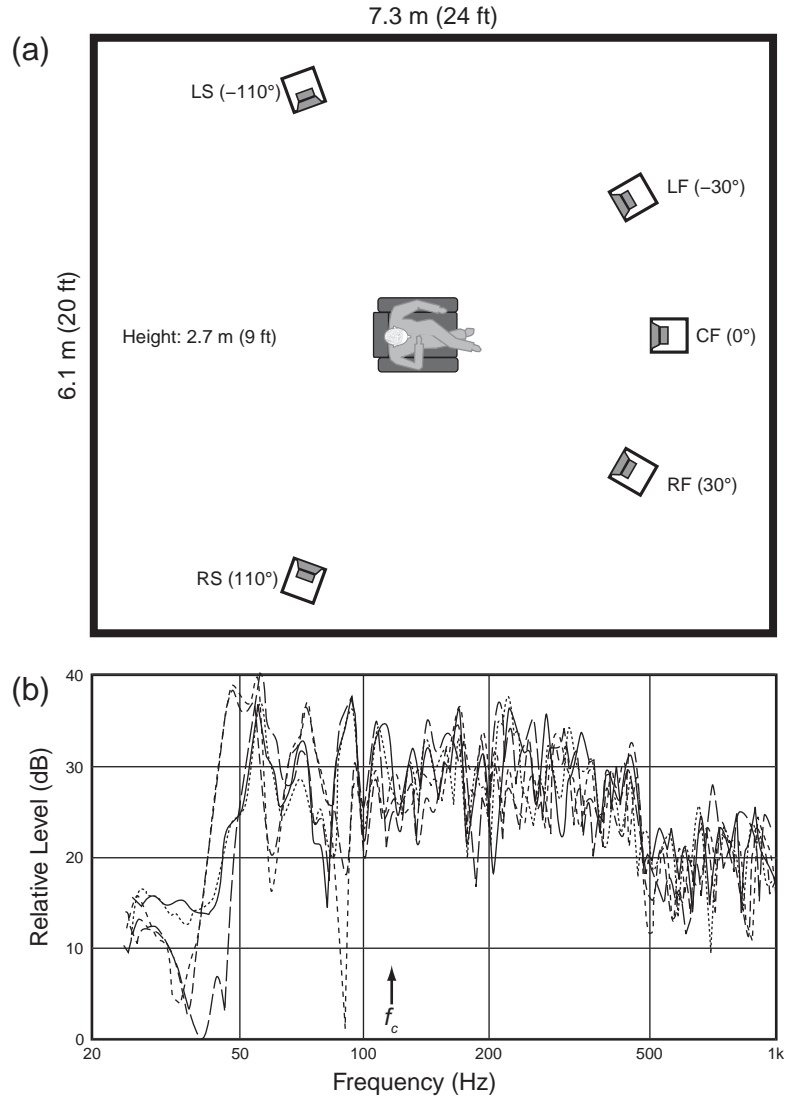 7.3 m (24 ft)
(a)
LS (−110°)
LF (−30°)
6.1 m (20 ft)
Height: 2.7 m (9 ft)
CF (0°)
RF (30°)
RS (110°)
(b)
40
30
20
10
0
Relative Level (dB)
f_c
20
50
100
200
500
1k
Frequency (Hz)